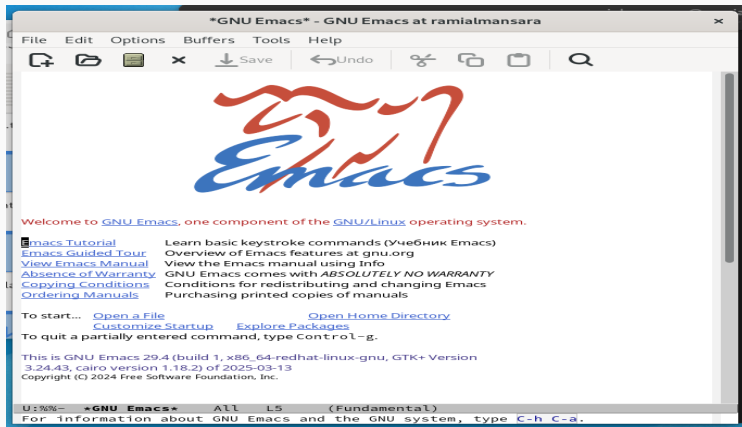 *GNU Emacs* - GNU Emacs at ramialmansara
File Edit Options Buffers Tools Help
Save Undo
GNU
Emacs
Welcome to GNU Emacs, one component of the GNU/Linux operating system.
Emacs Tutorial Learn basic keystroke commands (Учебник Emacs)
Emacs Guided Tour Overview of Emacs features at gnu.org
View Emacs Manual View the Emacs manual using Info
Absence of Warranty GNU Emacs comes with ABSOLUTELY NO WARRANTY
Copying Conditions Conditions for redistributing and changing Emacs
Ordering Manuals Purchasing printed copies of manuals
To start... Open a File Open Home Directory
Customize Startup Explore Packages
To quit a partially entered command, type Control-g.
This is GNU Emacs 29.4 (build 1, x86_64-redhat-linux-gnu, GTK+ Version
3.24.43, cairo version 1.18.2) of 2025-03-13
Copyright (C) 2024 Free Software Foundation, Inc.
U:%%- *GNU Emacs* All L5 (Fundamental)
For information about GNU Emacs and the GNU system, type C-h C-a.